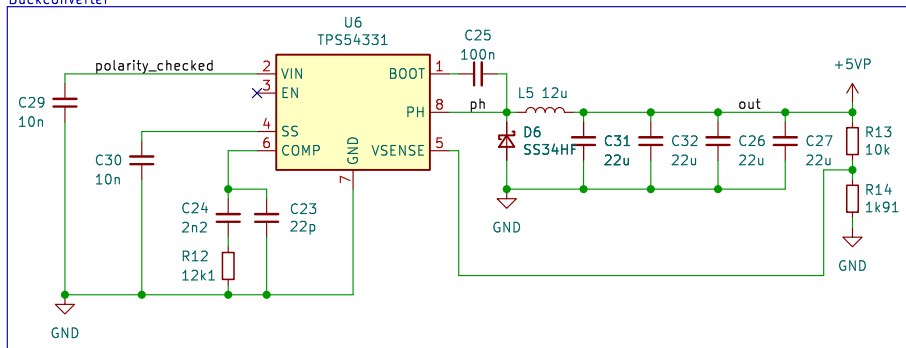 Buckconverter
U6
TPS54331
C25
100n
+5VP
polarity_checked
2
VIN
BOOT
1
3
EN
C29
10n
L5 12u
ph
out
PH
8
4
SS
D6
SS34HF
C31
22u
C32
22u
C26
22u
C27
22u
R13
10k
6
COMP
GND
VSENSE
5
C30
10n
7
R14
1k91
C24
2n2
C23
22p
GND
R12
12k1
GND
GND